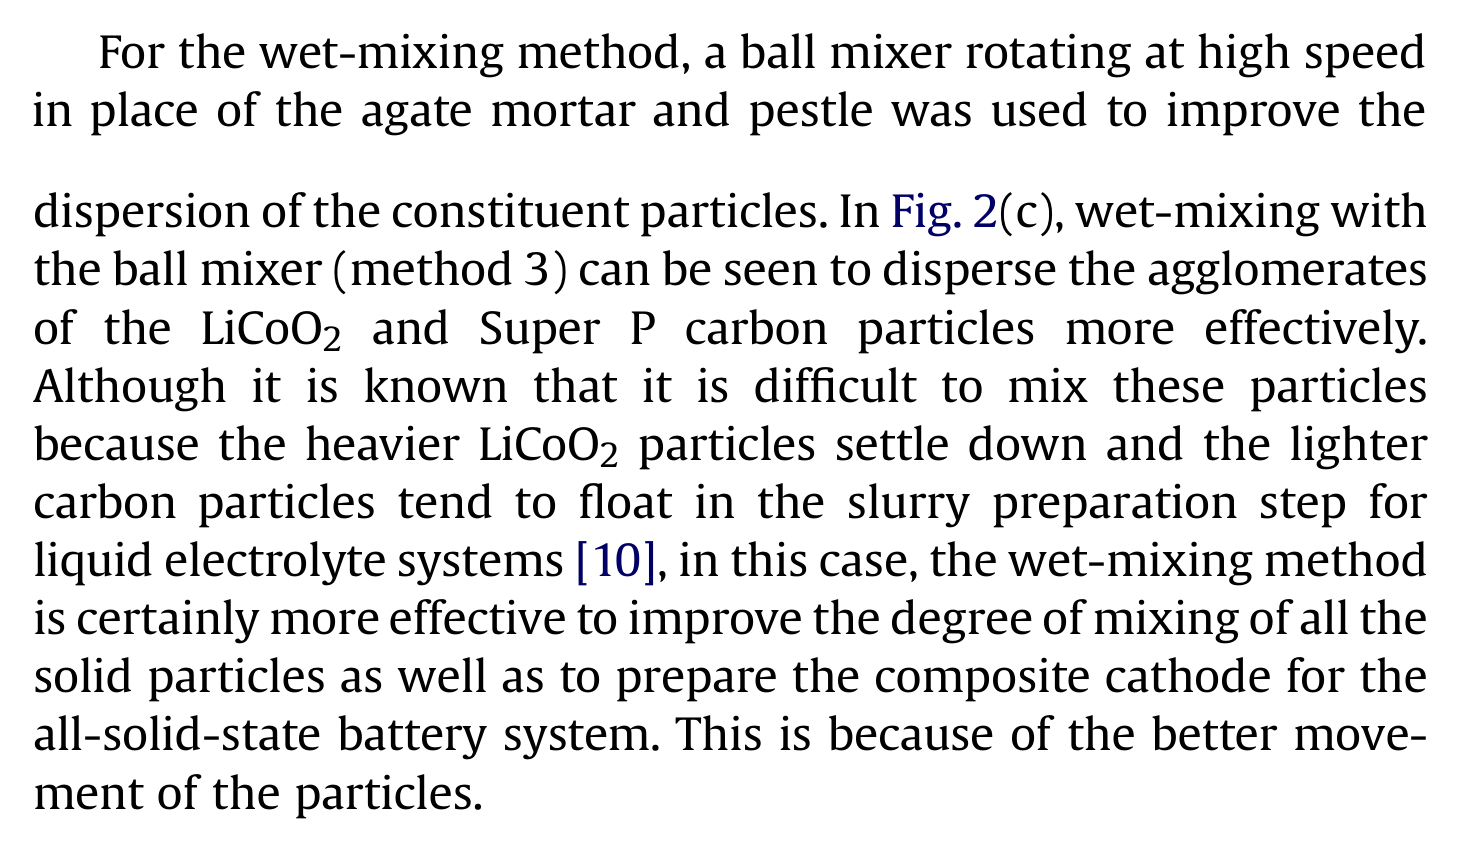 For the wet-mixing method, a ball mixer rotating at high speed
in place of the agate mortar and pestle was used to improve the
dispersion of the constituent particles. In Fig. 2(c), wet-mixing with
the ball mixer (method 3) can be seen to disperse the agglomerates
of the LiCoO₂ and Super P carbon particles more effectively.
Although it is known that it is difficult to mix these particles
because the heavier LiCoO₂ particles settle down and the lighter
carbon particles tend to float in the slurry preparation step for
liquid electrolyte systems [10], in this case, the wet-mixing method
is certainly more effective to improve the degree of mixing of all the
solid particles as well as to prepare the composite cathode for the
all-solid-state battery system. This is because of the better move-
ment of the particles.